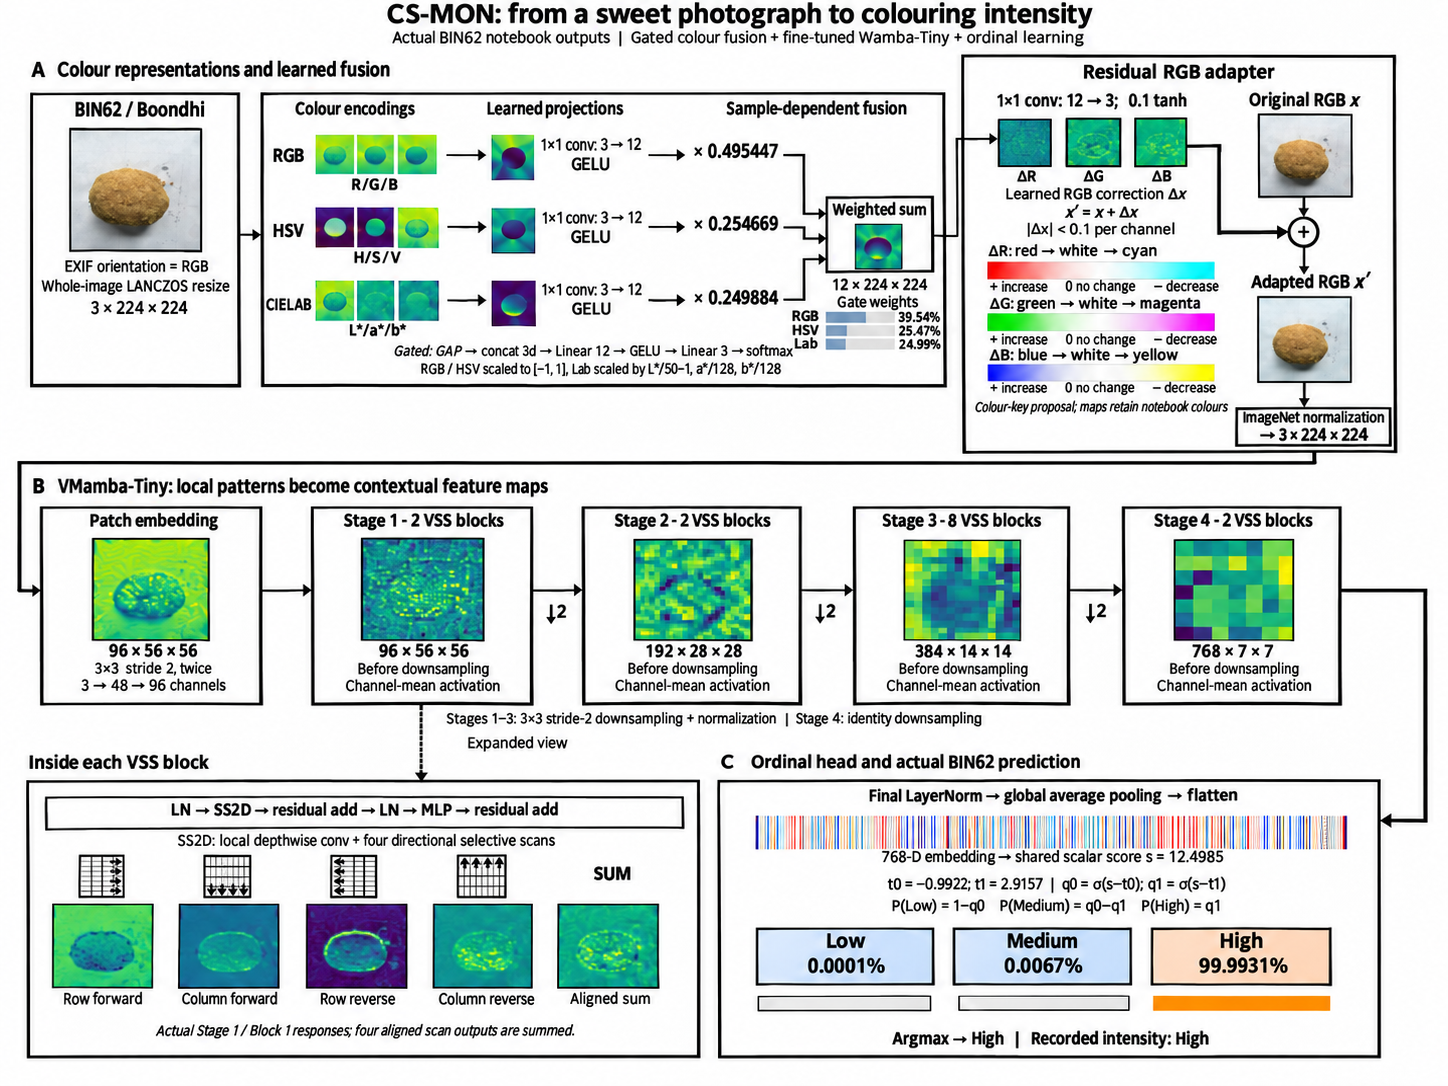 CS-MON: from a sweet photograph to colouring intensity
Actual BIN62 notebook outputs | Gated colour fusion + fine-tuned Wamba-Tiny + ordinal learning
A Colour representations and learned fusion
BIN62 / Boondhi
EXIF orientation = RGB
Whole-image LANCZOS resize
3 × 224 × 224
Colour encodings
Learned projections
Sample-dependent fusion
RGB
R/G/B
1×1 conv: 3 → 12
GELU
× 0.495447
HSV
H/S/V
1×1 conv: 3 → 12
GELU
× 0.254669
CIELAB
L*/a*/b*
1×1 conv: 3 → 12
GELU
× 0.249884
Weighted sum
12 × 224 × 224
Gate weights
RGB 39.54%
HSV 25.47%
Lab 24.99%
Gated: GAP → concat 3d → Linear 12 → GELU → Linear 3 → softmax
RGB / HSV scaled to [−1, 1], Lab scaled by L*/50−1, a*/128, b*/128
Residual RGB adapter
1×1 conv: 12 → 3; 0.1 tanh
ΔR ΔG ΔB
Learned RGB correction Δx
x′ = x + Δx
|Δx| < 0.1 per channel
ΔR: red → white → cyan
+ increase 0 no change − decrease
ΔG: green → white → magenta
+ increase 0 no change − decrease
ΔB: blue → white → yellow
+ increase 0 no change − decrease
Colour-key proposal; maps retain notebook colours
Original RGB x
+
Adapted RGB x′
ImageNet normalization
→ 3 × 224 × 224
B VMamba-Tiny: local patterns become contextual feature maps
Patch embedding
96 × 56 × 56
3×3 stride 2, twice
3 → 48 → 96 channels
Stage 1 - 2 VSS blocks
96 × 56 × 56
Before downsampling
Channel-mean activation
↓2
Stage 2 - 2 VSS blocks
192 × 28 × 28
Before downsampling
Channel-mean activation
↓2
Stage 3 - 8 VSS blocks
384 × 14 × 14
Before downsampling
Channel-mean activation
↓2
Stage 4 - 2 VSS blocks
768 × 7 × 7
Before downsampling
Channel-mean activation
Stages 1–3: 3×3 stride-2 downsampling + normalization | Stage 4: identity downsampling
Expanded view
Inside each VSS block
LN → SS2D → residual add → LN → MLP → residual add
SS2D: local depthwise conv + four directional selective scans
SUM
Row forward
Column forward
Row reverse
Column reverse
Aligned sum
Actual Stage 1 / Block 1 responses; four aligned scan outputs are summed.
C Ordinal head and actual BIN62 prediction
Final LayerNorm → global average pooling → flatten
768-D embedding → shared scalar score s = 12.4985
t0 = −0.9922; t1 = 2.9157 | q0 = σ(s−t0); q1 = σ(s−t1)
P(Low) = 1−q0 P(Medium) = q0−q1 P(High) = q1
Low
0.0001%
Medium
0.0067%
High
99.9931%
Argmax → High | Recorded intensity: High